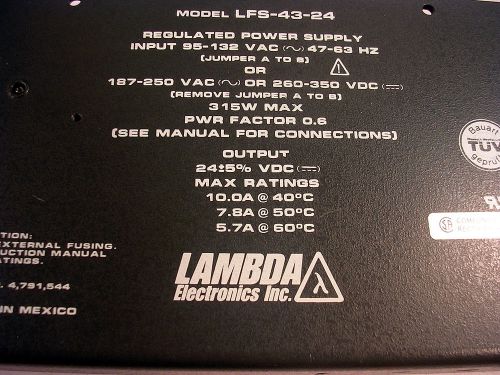 MODEL LFS-43-24
REGULATED POWER SUPPLY
INPUT 95-132 VAC (~) 47-63 HZ
(JUMPER A TO B)
OR
187-250 VAC (~) OR 260-350 VDC (⎓)
(REMOVE JUMPER A TO B)
315W MAX
PWR FACTOR 0.6
(SEE MANUAL FOR CONNECTIONS)
OUTPUT
24±5% VDC (⎓)
MAX RATINGS
10.0A @ 40°C
7.8A @ 50°C
5.7A @ 60°C
LAMBDA
Electronics Inc.
λ
TION:
EXTERNAL FUSING.
UCTION MANUAL
ATINGS.
4,791,544
IN MEXICO
Bauart
TÜV
geprü